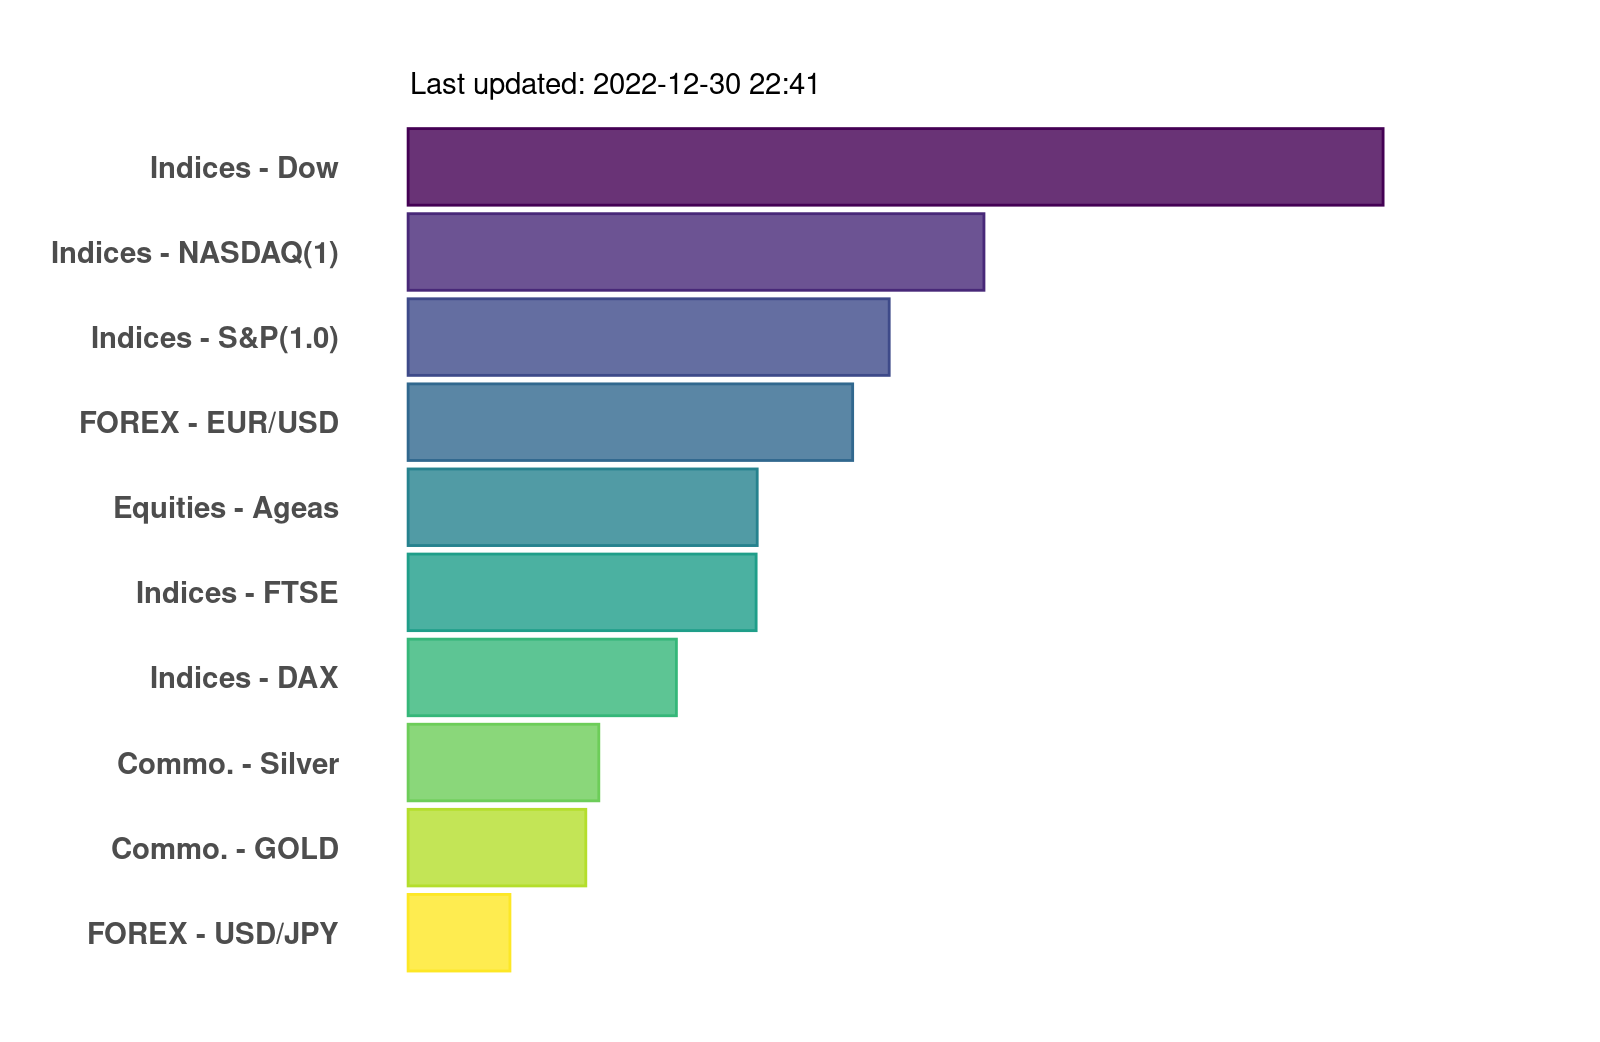 Last updated: 2022-12-30 22:41
Indices - Dow
Indices - NASDAQ(1)
Indices - S&P(1.0)
FOREX - EUR/USD
Equities - Ageas
Indices - FTSE
Indices - DAX
Commo. - Silver
Commo. - GOLD
FOREX - USD/JPY